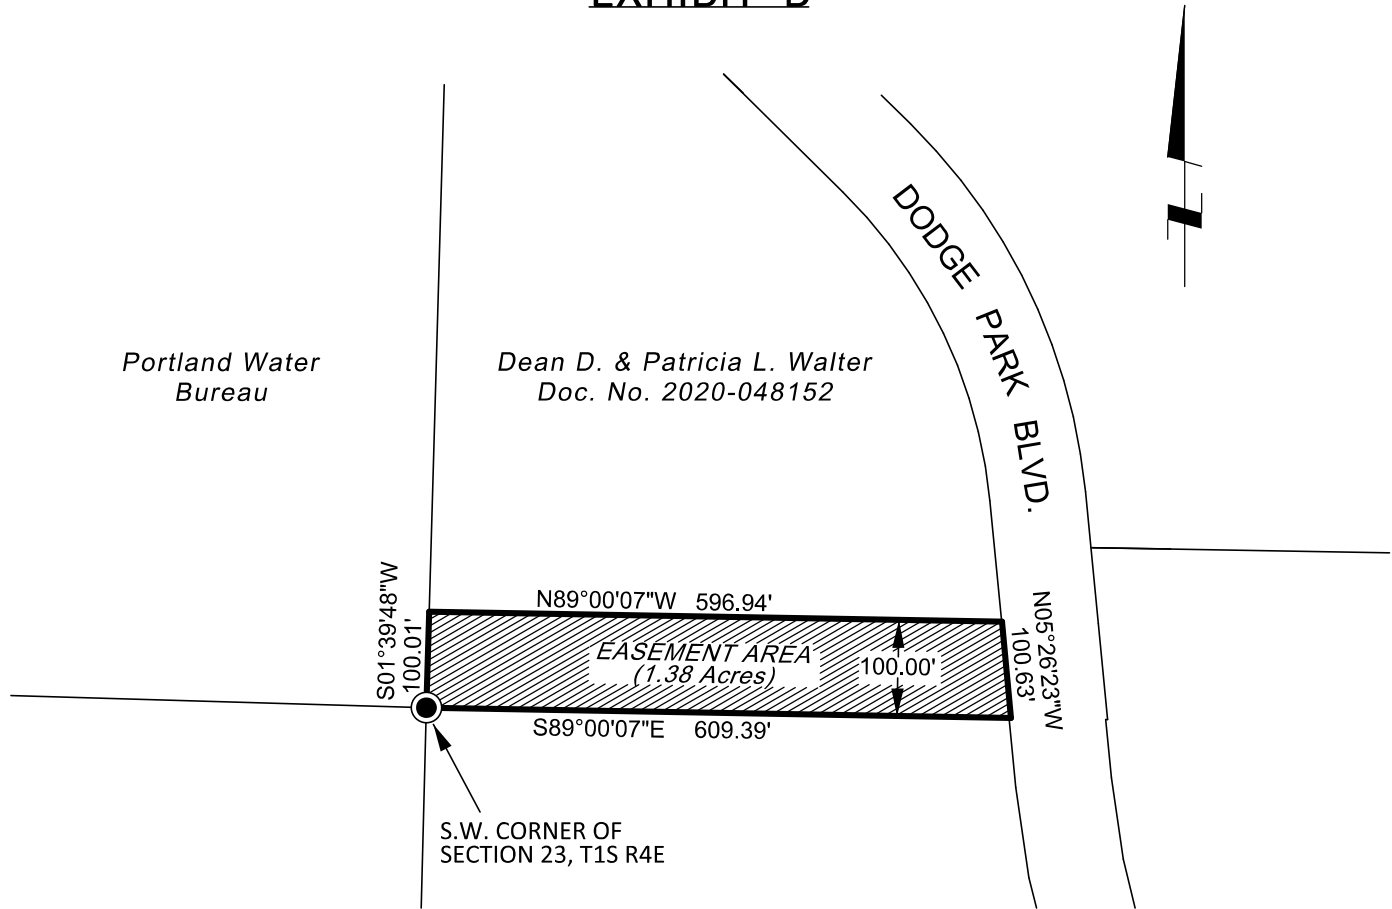 DODGE PARK BLVD.
Portland Water
Bureau
Dean D. & Patricia L. Walter
Doc. No. 2020-048152
S01°39'48"W
100.01'
N89°00'07"W 596.94'
EASEMENT AREA
(1.38 Acres)
100.00'
N05°26'23"W
100.63'
S89°00'07"E 609.39'
S.W. CORNER OF
SECTION 23, T1S R4E